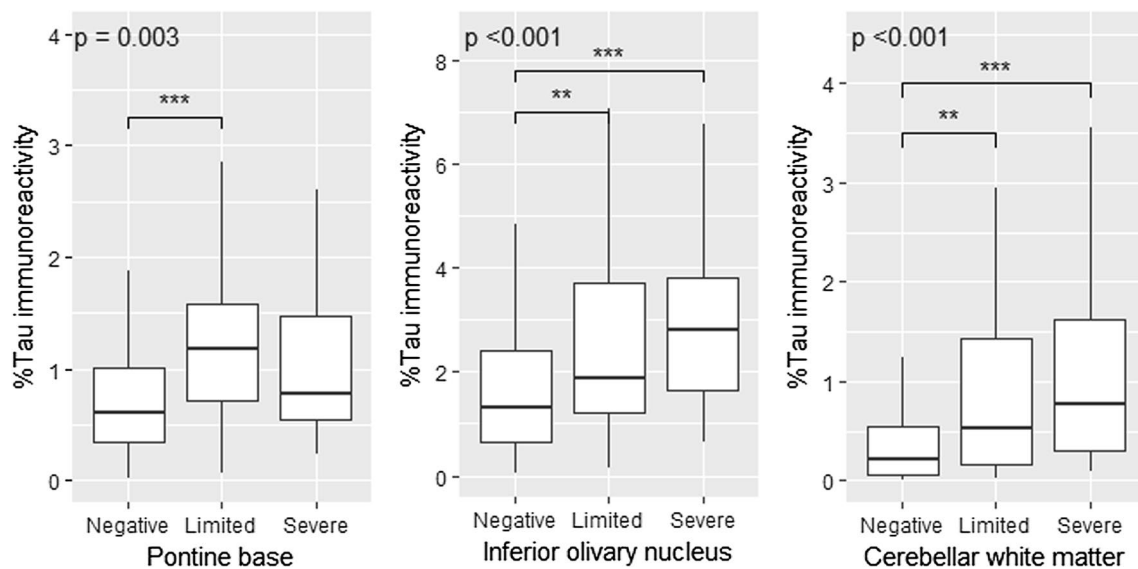 p = 0.003
***
4
3
2
1
0
%Tau immunoreactivity
Negative Limited Severe
Pontine base
p <0.001
***
**
8
6
4
2
0
%Tau immunoreactivity
Negative Limited Severe
Inferior olivary nucleus
p <0.001
***
**
4
3
2
1
0
%Tau immunoreactivity
Negative Limited Severe
Cerebellar white matter